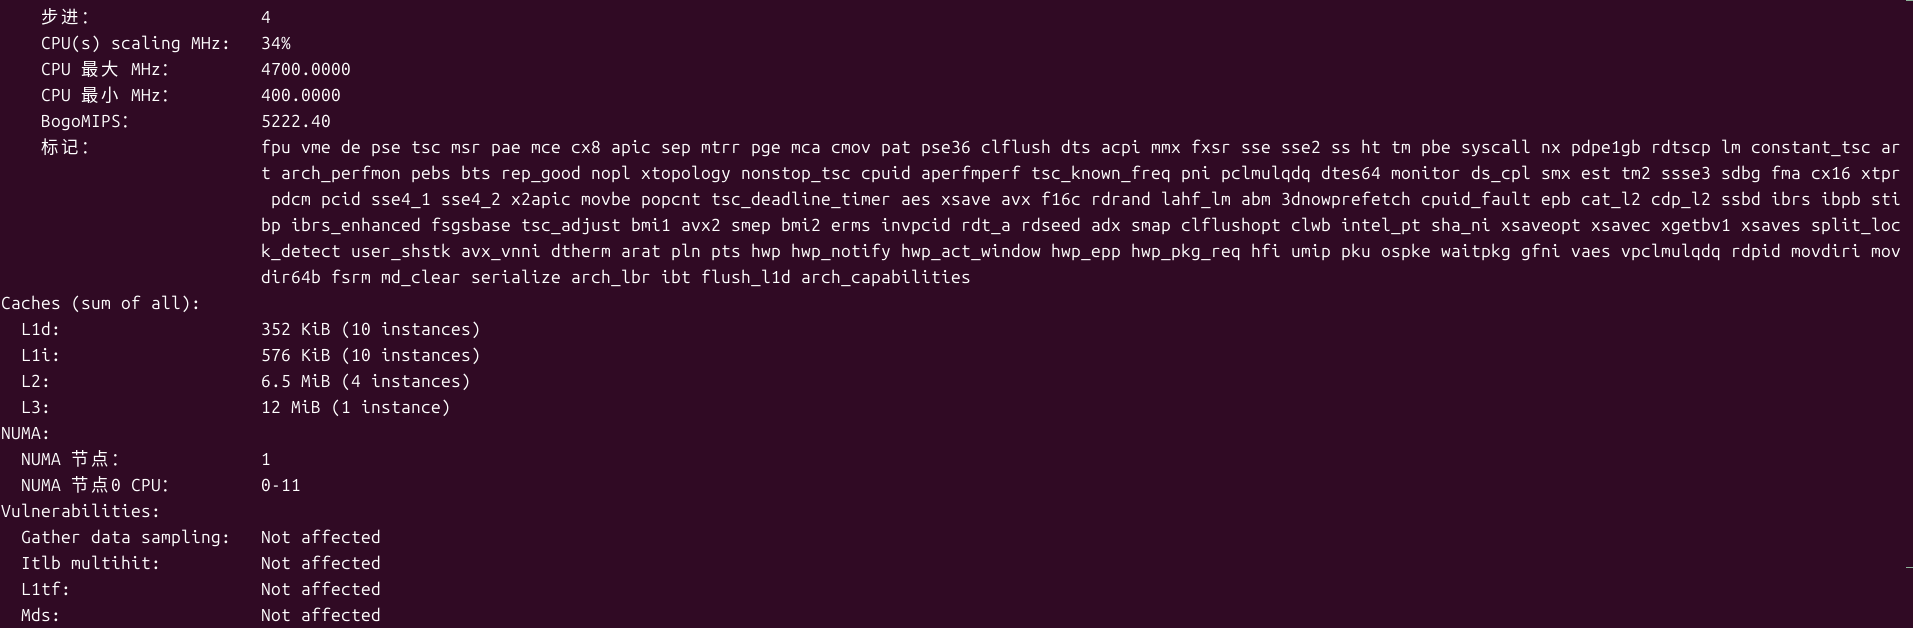 步进： 4
CPU(s) scaling MHz: 34%
CPU 最大 MHz： 4700.0000
CPU 最小 MHz： 400.0000
BogoMIPS： 5222.40
标记： fpu vme de pse tsc msr pae mce cx8 apic sep mtrr pge mca cmov pat pse36 clflush dts acpi mmx fxsr sse sse2 ss ht tm pbe syscall nx pdpe1gb rdtscp lm constant_tsc ar
t arch_perfmon pebs bts rep_good nopl xtopology nonstop_tsc cpuid aperfmperf tsc_known_freq pni pclmulqdq dtes64 monitor ds_cpl smx est tm2 ssse3 sdbg fma cx16 xtpr
pdcm pcid sse4_1 sse4_2 x2apic movbe popcnt tsc_deadline_timer aes xsave avx f16c rdrand lahf_lm abm 3dnowprefetch cpuid_fault epb cat_l2 cdp_l2 ssbd ibrs ibpb sti
bp ibrs_enhanced fsgsbase tsc_adjust bmi1 avx2 smep bmi2 erms invpcid rdt_a rdseed adx smap clflushopt clwb intel_pt sha_ni xsaveopt xsavec xgetbv1 xsaves split_loc
k_detect user_shstk avx_vnni dtherm arat pln pts hwp hwp_notify hwp_act_window hwp_epp hwp_pkg_req hfi umip pku ospke waitpkg gfni vaes vpclmulqdq rdpid movdiri mov
dir64b fsrm md_clear serialize arch_lbr ibt flush_l1d arch_capabilities
Caches (sum of all):
L1d: 352 KiB (10 instances)
L1i: 576 KiB (10 instances)
L2: 6.5 MiB (4 instances)
L3: 12 MiB (1 instance)
NUMA:
NUMA 节点： 1
NUMA 节点0 CPU： 0-11
Vulnerabilities:
Gather data sampling: Not affected
Itlb multihit: Not affected
L1tf: Not affected
Mds: Not affected